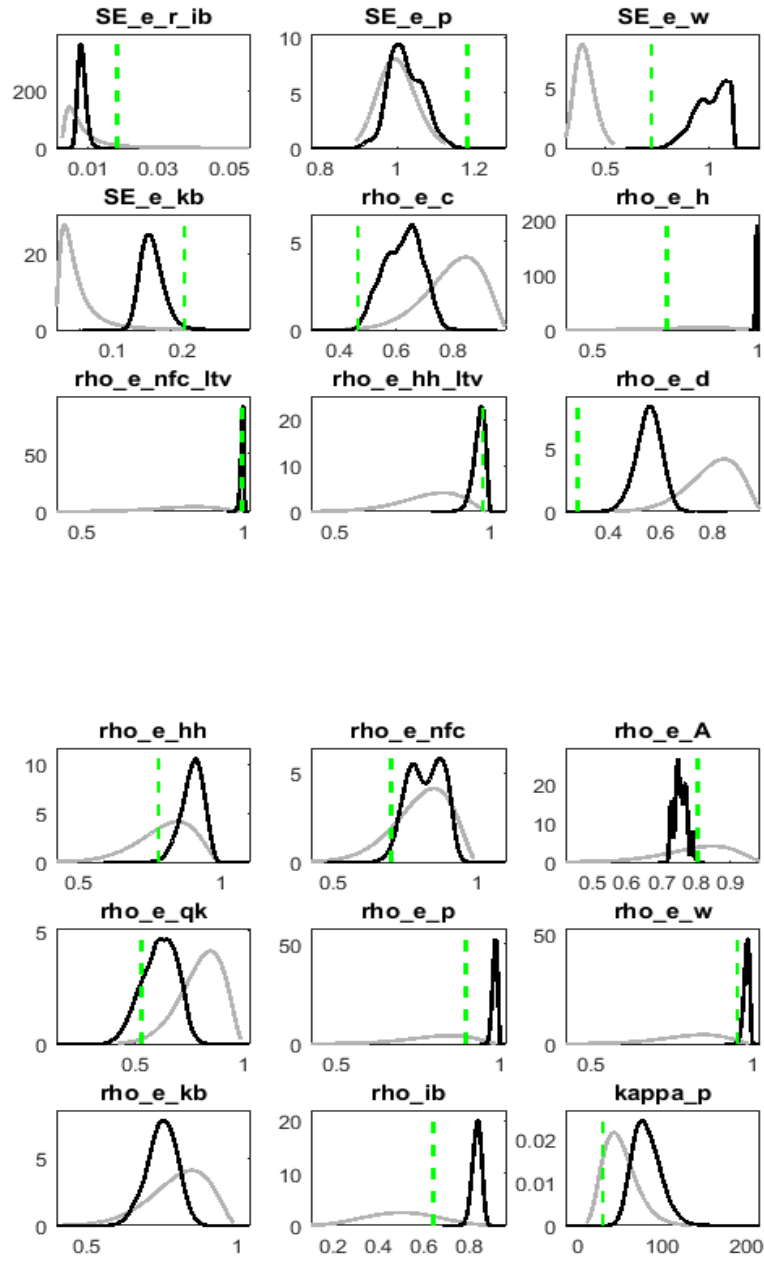 SE_e_r_ib SE_e_p SE_e_w
200 0 0.01 0.03 0.05
10 5 0 0.8 1 1.2
5 0 0.5 1
SE_e_kb rho_e_c rho_e_h
20 0 0.1 0.2
5 0 0.4 0.6 0.8
200 100 0 0.5 1
rho_e_nfc_ltv rho_e_hh_ltv rho_e_d
50 0 0.5 1
20 10 0 0.5 1
5 0 0.4 0.6 0.8
rho_e_hh rho_e_nfc rho_e_A
10 5 0 0.5 1
5 0 0.5 1
20 10 0 0.5 0.6 0.7 0.8 0.9
rho_e_qk rho_e_p rho_e_w
5 0 0.5 1
50 0 0.5 1
50 0 0.5 1
rho_e_kb rho_ib kappa_p
5 0 0.5 1
20 10 0 0.2 0.4 0.6 0.8
0.02 0.01 0 0 100 200